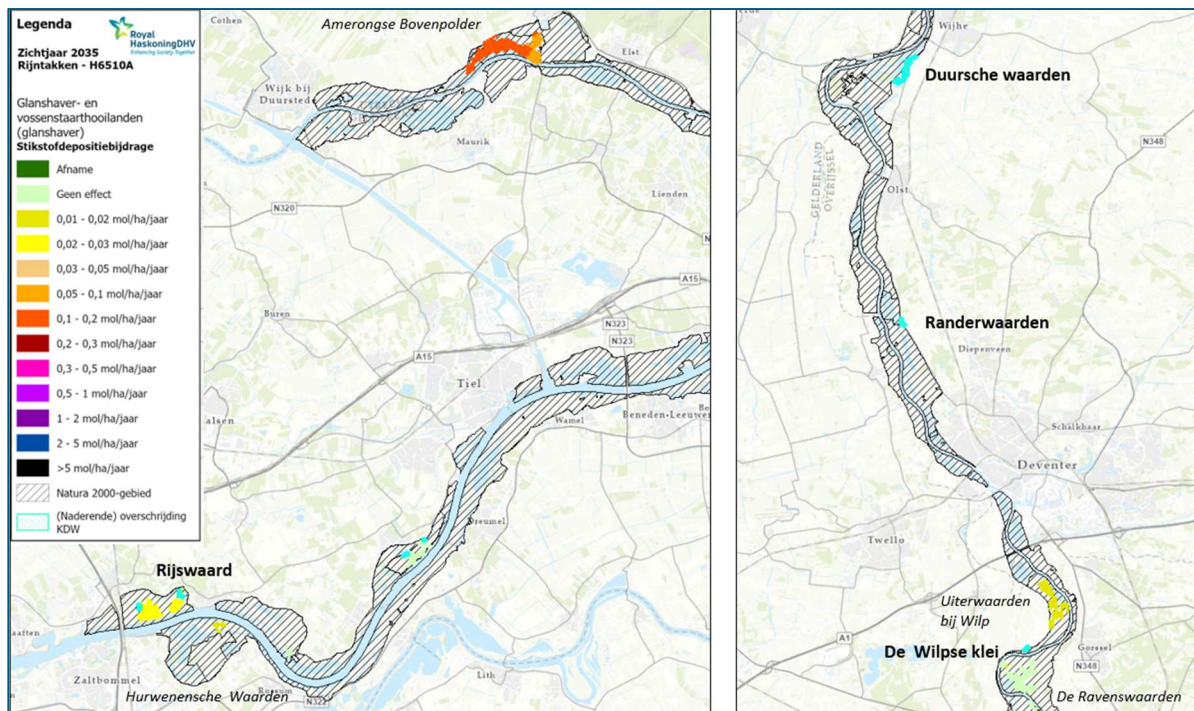 Legenda
Royal
HaskoningDHV
Enhancing Society Together
Zichtjaar 2035
Rijntakken - H6510A
Glanshaver- en
vossenstaarthooilanden
(glanshaver)
Stikstofdepositiebijdrage
Afname
Geen effect
0,01 - 0,02 mol/ha/jaar
0,02 - 0,03 mol/ha/jaar
0,03 - 0,05 mol/ha/jaar
0,05 - 0,1 mol/ha/jaar
0,1 - 0,2 mol/ha/jaar
0,2 - 0,3 mol/ha/jaar
0,3 - 0,5 mol/ha/jaar
0,5 - 1 mol/ha/jaar
1 - 2 mol/ha/jaar
2 - 5 mol/ha/jaar
>5 mol/ha/jaar
Natura 2000-gebied
(Naderende) overschrijding
KDW
Cothen
Amerongse Bovenpolder
Elst
Wijk bij
Duursted
Maurik
Lienden
N320
A15
Buren
N323
A15
N323
Tiel
alsen
Wamel
Beneden-Leeuwen
Dreumel
Rijswaard
aaften
Zaltbommel
Hurwenensche Waarden
Rossum
N322
Lith
Wijhe
Duursche waarden
N348
GELDERLAND
OVERIJSSEL
Olst
Randerwaarden
Diepenveen
Schalkhaar
Deventer
Twello
Uiterwaarden
bij Wilp
A1
De Wilpse klei
Gorssel
N348
De Ravenswaarden